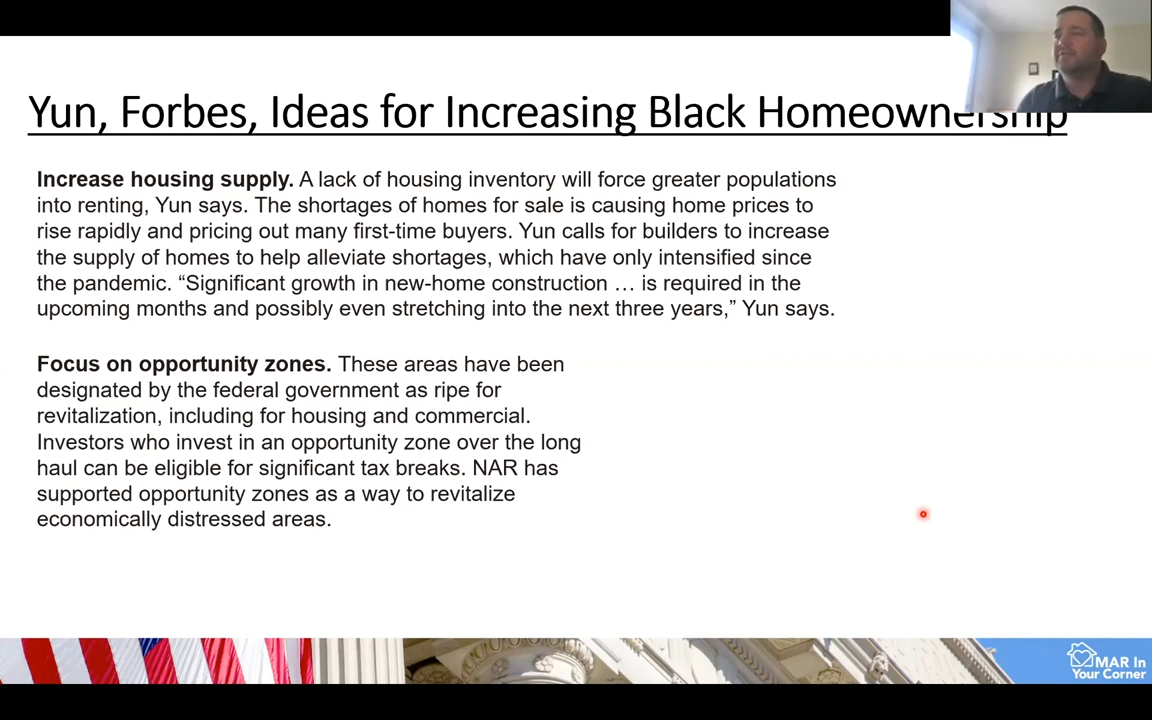 Yun, Forbes, Ideas for Increasing Black Homeownership
Increase housing supply. A lack of housing inventory will force greater populations
into renting, Yun says. The shortages of homes for sale is causing home prices to
rise rapidly and pricing out many first-time buyers. Yun calls for builders to increase
the supply of homes to help alleviate shortages, which have only intensified since
the pandemic. “Significant growth in new-home construction … is required in the
upcoming months and possibly even stretching into the next three years,” Yun says.
Focus on opportunity zones. These areas have been
designated by the federal government as ripe for
revitalization, including for housing and commercial.
Investors who invest in an opportunity zone over the long
haul can be eligible for significant tax breaks. NAR has
supported opportunity zones as a way to revitalize
economically distressed areas.
MAR In
Your Corner